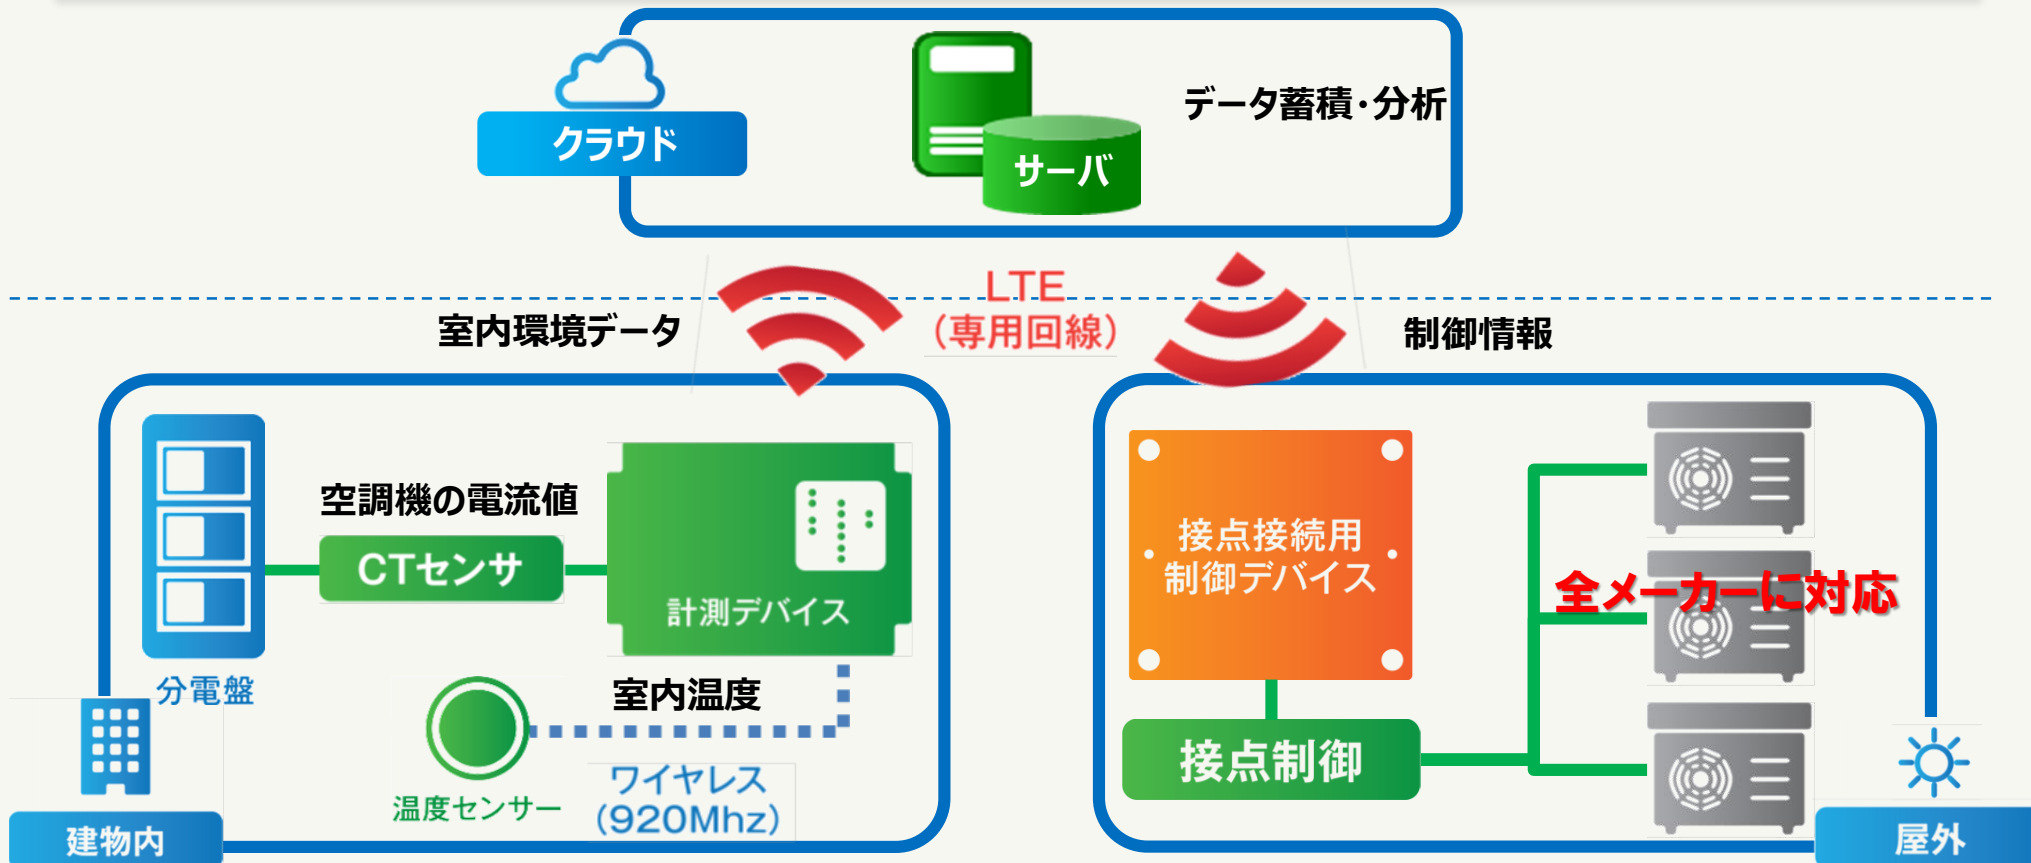 クラウド
サーバ
データ蓄積・分析
LTE
（専用回線）
室内環境データ
制御情報
空調機の電流値
CTセンサ
計測デバイス
分電盤
室内温度
温度センサー
ワイヤレス
（920Mhz）
建物内
接点接続用
制御デバイス
全メーカーに対応
接点制御
屋外